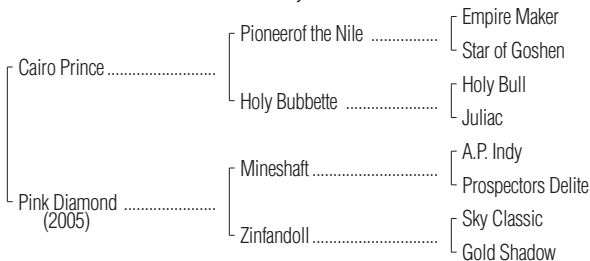 Cairo Prince
Pink Diamond
(2005)
Pioneerof the Nile
Holy Bubbette
Mineshaft
Zinfandoll
Empire Maker
Star of Goshen
Holy Bull
Juliac
A.P. Indy
Prospectors Delite
Sky Classic
Gold Shadow